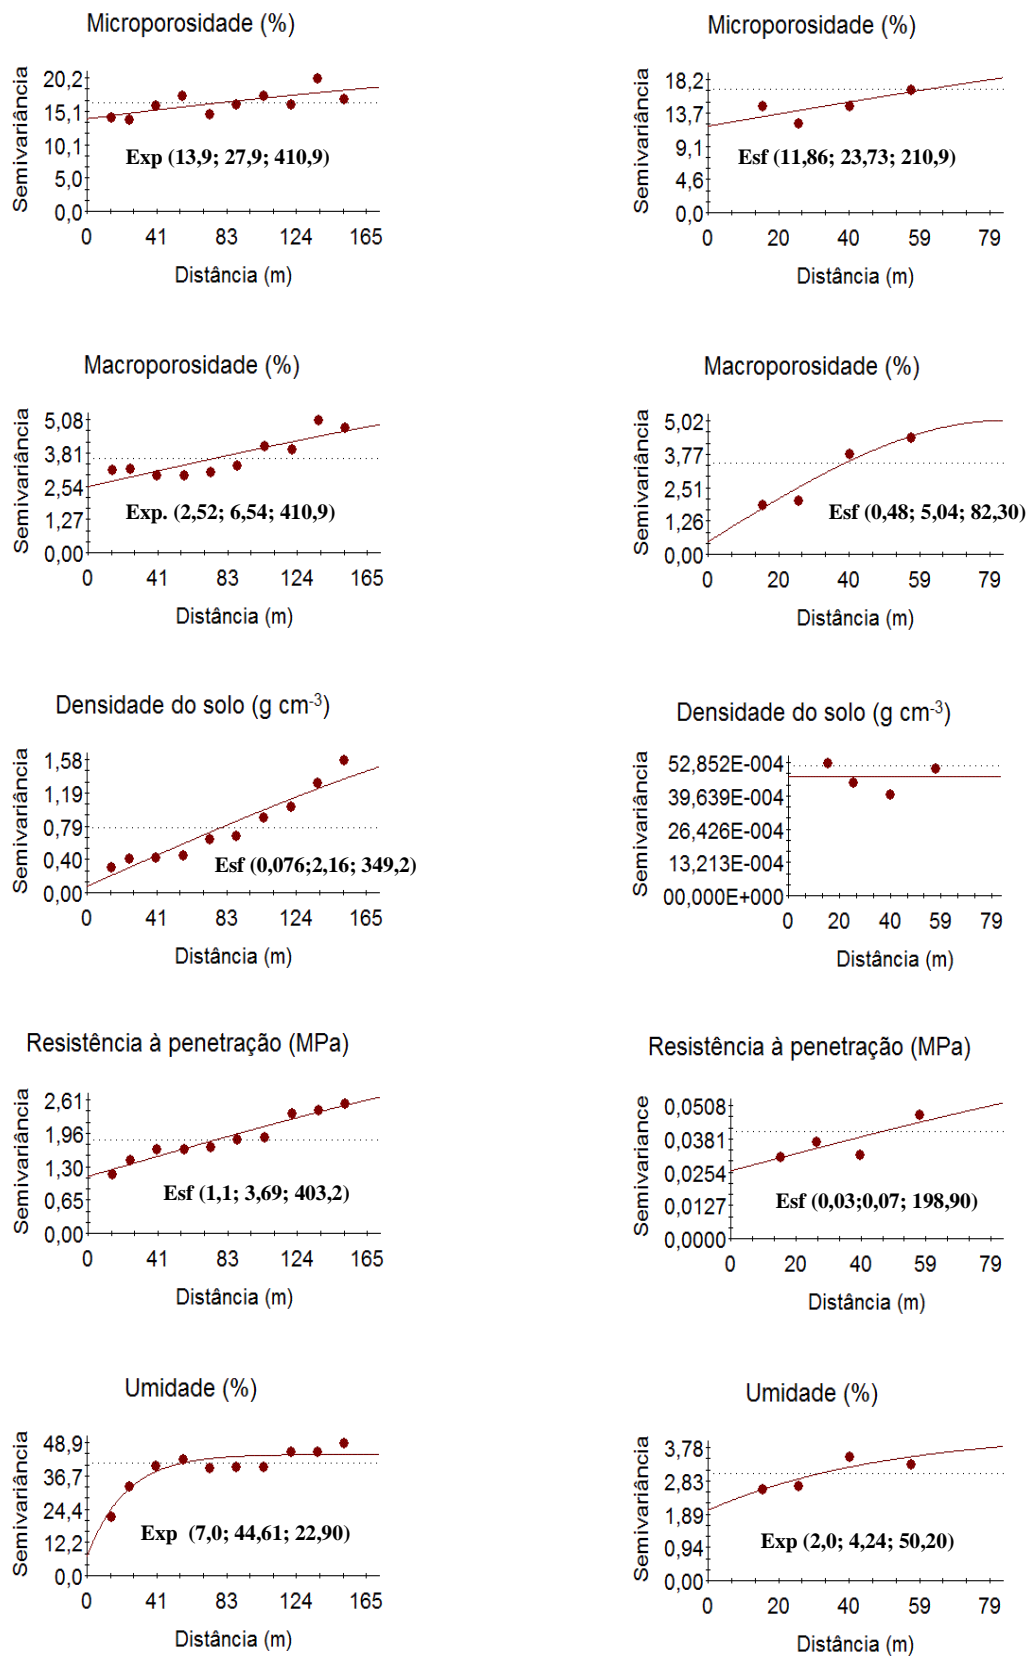 Microporosidade (%)
Semivariância
20,2
15,1
10,1
5,0
0,0
Exp (13,9; 27,9; 410,9)
0 41 83 124 165
Distância (m)
Microporosidade (%)
Semivariância
18,2
13,7
9,1
4,6
0,0
Esf (11,86; 23,73; 210,9)
0 20 40 59 79
Distância (m)
Macroporosidade (%)
Semivariância
5,08
3,81
2,54
1,27
0,00
Exp. (2,52; 6,54; 410,9)
0 41 83 124 165
Distância (m)
Macroporosidade (%)
Semivariância
5,02
3,77
2,51
1,26
0,00
Esf (0,48; 5,04; 82,30)
0 20 40 59 79
Distância (m)
Densidade do solo (g cm-3)
Semivariância
1,58
1,19
0,79
0,40
0,00
Esf (0,076;2,16; 349,2)
0 41 83 124 165
Distância (m)
Densidade do solo (g cm-3)
Semivariância
52,852E-004
39,639E-004
26,426E-004
13,213E-004
00,000E+000
0 20 40 59 79
Distância (m)
Resistência à penetração (MPa)
Semivariância
2,61
1,96
1,30
0,65
0,00
Esf (1,1; 3,69; 403,2)
0 41 83 124 165
Distância (m)
Resistência à penetração (MPa)
Semivariance
0,0508
0,0381
0,0254
0,0127
0,0000
Esf (0,03;0,07; 198,90)
0 20 40 59 79
Distância (m)
Umidade (%)
Semivariância
48,9
36,7
24,4
12,2
0,0
Exp (7,0; 44,61; 22,90)
0 41 83 124 165
Distância (m)
Umidade (%)
Semivariância
3,78
2,83
1,89
0,94
0,00
Exp (2,0; 4,24; 50,20)
0 20 40 59 79
Distância (m)